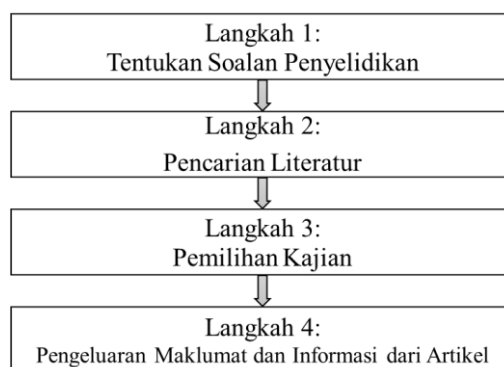 Langkah 1:
Tentukan Soalan Penyelidikan
Langkah 2:
Pencarian Literatur
Langkah 3:
Pemilihan Kajian
Langkah 4:
Pengeluaran Maklumat dan Informasi dari Artikel